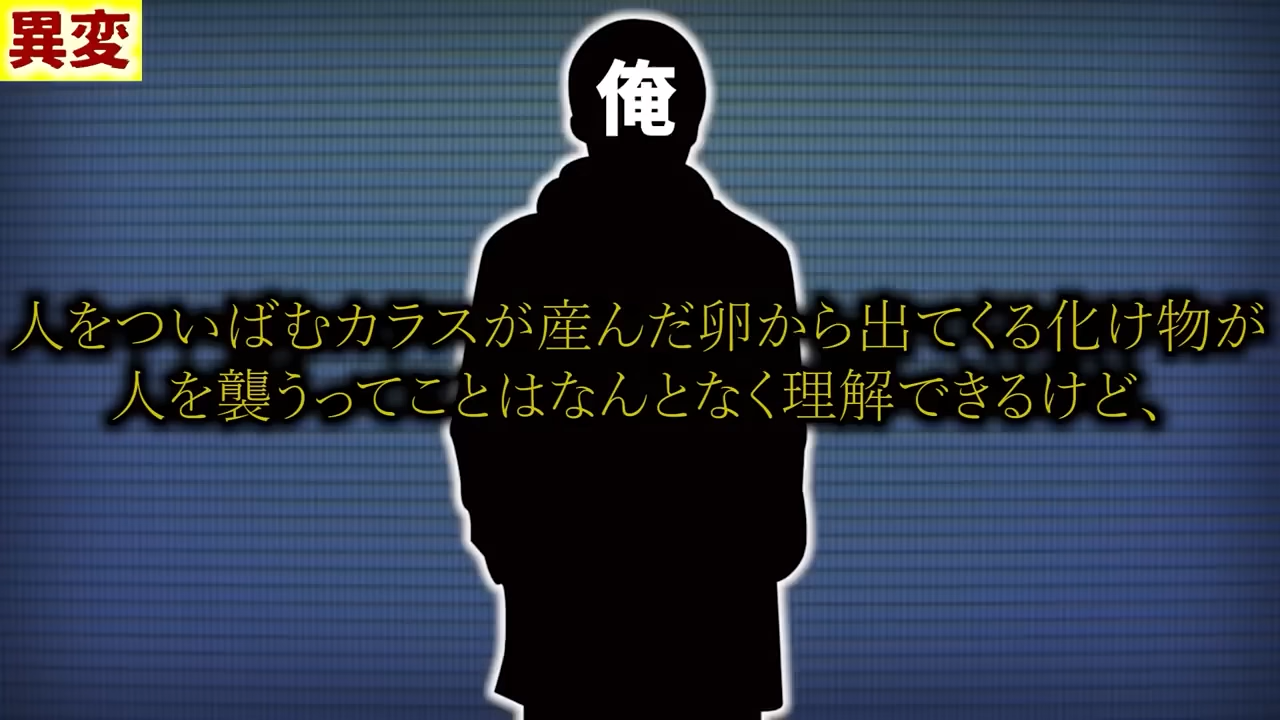 異変
俺
人をついばむカラスが産んだ卵から出てくる化け物が
人を襲うってことはなんとなく理解できるけど、